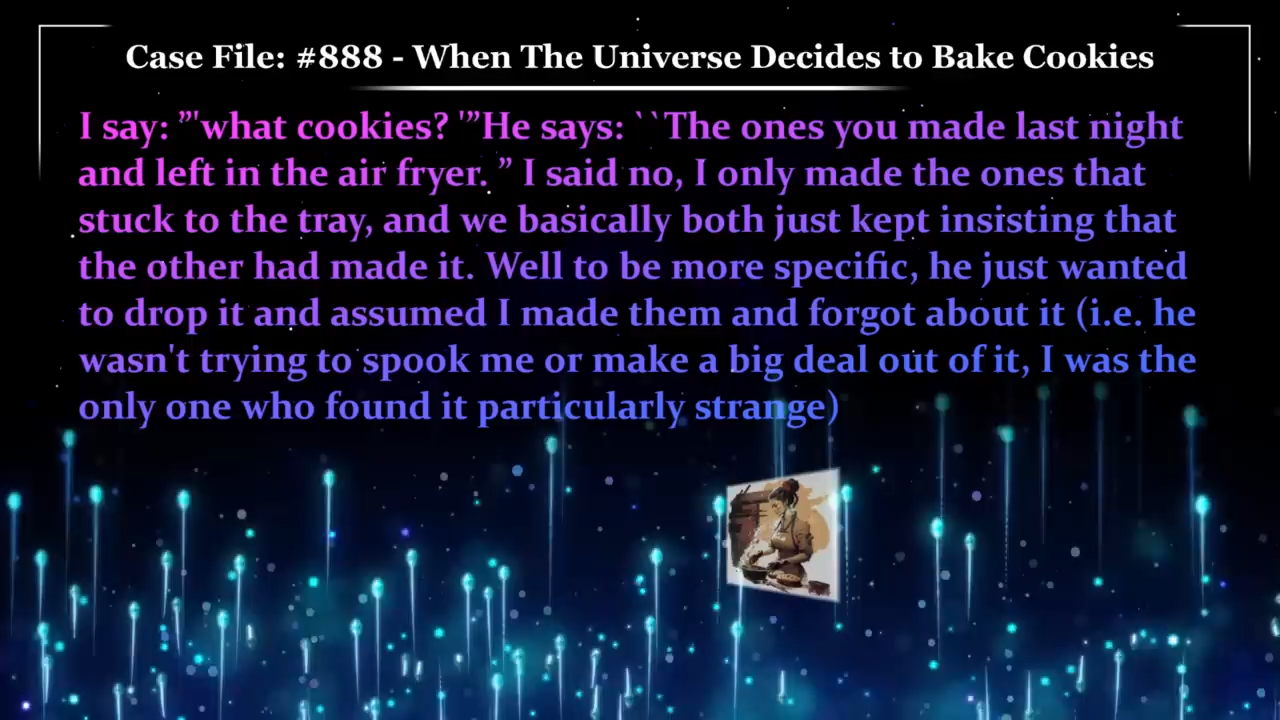 Case File: #888 - When The Universe Decides to Bake Cookies
I say: ”'what cookies? '”He says: ``The ones you made last night
and left in the air fryer. ” I said no, I only made the ones that
stuck to the tray, and we basically both just kept insisting that
the other had made it. Well to be more specific, he just wanted
to drop it and assumed I made them and forgot about it (i.e. he
wasn't trying to spook me or make a big deal out of it, I was the
only one who found it particularly strange)